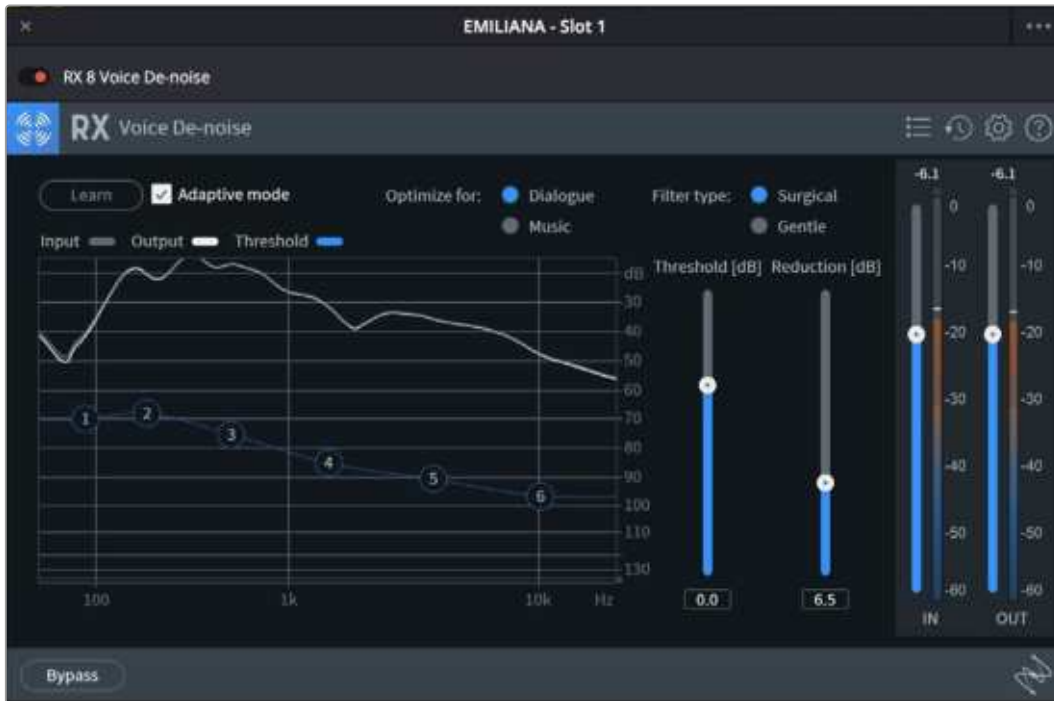 × EMILIANA - Slot 1 •••
RX 8 Voice De-noise
RX Voice De-noise
Learn Adaptive mode Optimize for: Dialogue Filter type: Surgical
Music Gentle
Input Output Threshold
dB Threshold [dB] Reduction [dB]
-30
-40
-50
-60
-70
-80
-90
-100
-110
-130
1 2 3 4 5 6
100 1k 10k Hz
0.0 6.5
-6.1 -6.1
0 0
-10 -10
-20 -20
-30 -30
-40 -40
-50 -50
-60 -60
IN OUT
Bypass